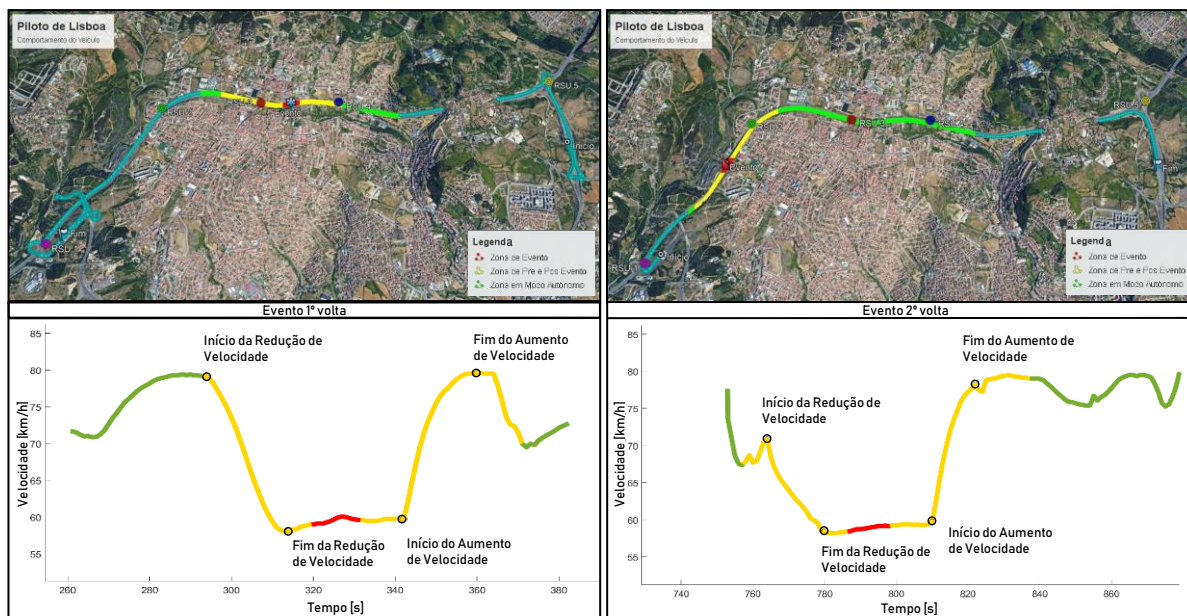 Piloto de Lisboa
Comportamento do Veículo
RSU.5
Início
Fim
Legenda
Zona de Evento
Zona de Pre e Pos Evento
Zona em Modo Autónomo
Piloto de Lisboa
Comportamento do Veículo
Evento
Início
Fim
RSU.1
Legenda
Zona de Evento
Zona de Pre e Pos Evento
Zona em Modo Autónomo
Evento 1º volta
Evento 2º volta
Velocidade [km/h]
85
80
75
70
65
60
55
Início da Redução de
Velocidade
Fim do Aumento
de Velocidade
Fim da Redução
de Velocidade
Início do Aumento
de Velocidade
260
280
300
320
340
360
380
Tempo [s]
Velocidade [km/h]
85
80
75
70
65
60
55
Início da Redução de
Velocidade
Fim do Aumento de
Velocidade
Fim da Redução de
Velocidade
Início do Aumento
de Velocidade
740
760
780
800
820
840
860
Tempo [s]